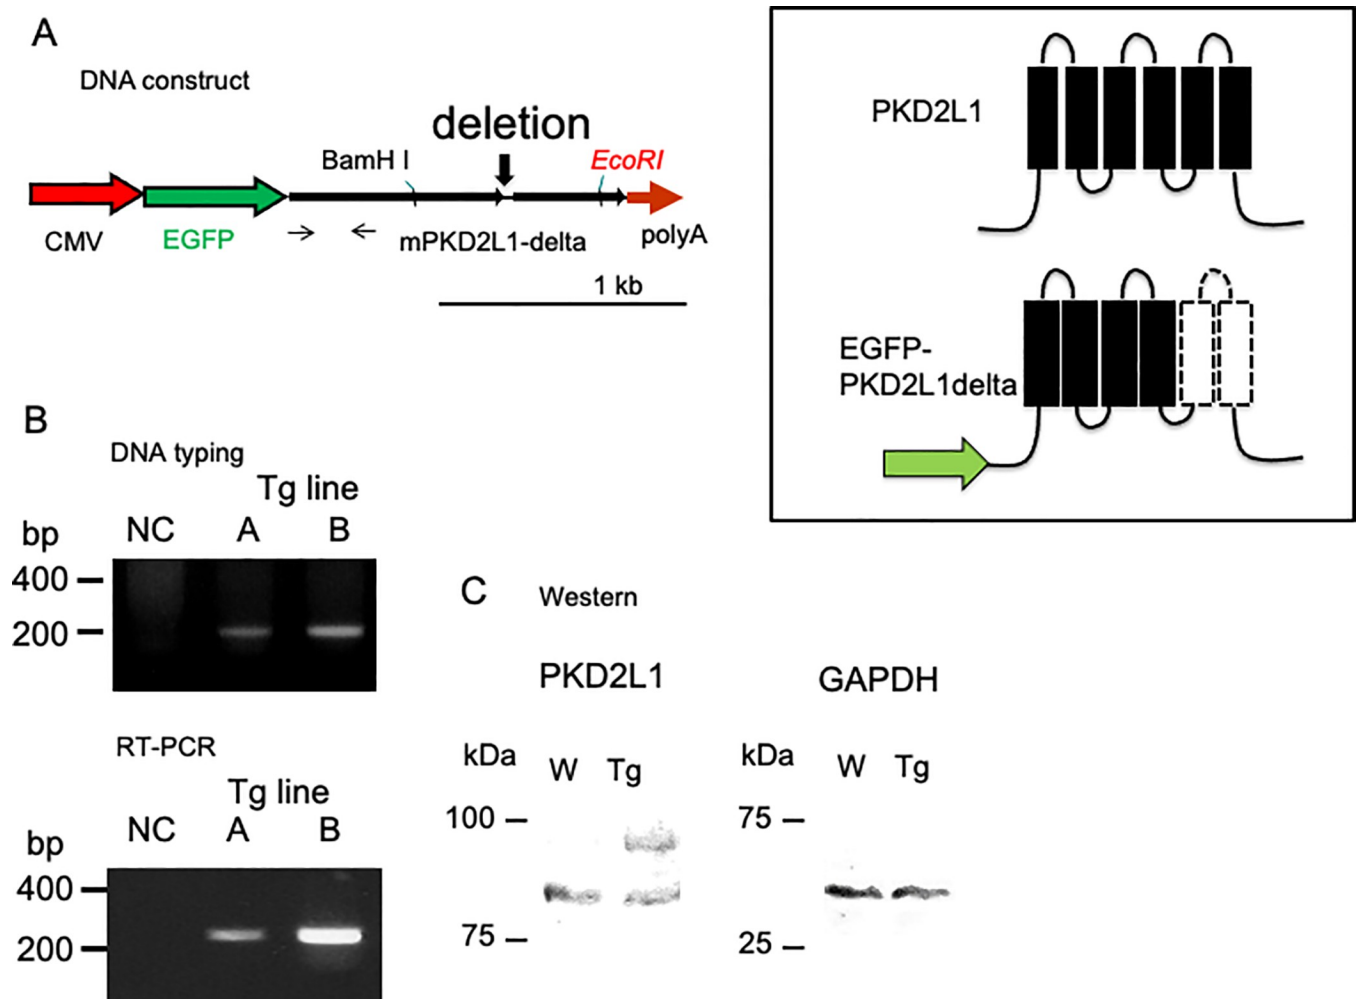 A
DNA construct
deletion
BamH I
EcoRI
CMV
EGFP
mPKD2L1-delta
polyA
1 kb
PKD2L1
EGFP-
PKD2L1delta
B
DNA typing
Tg line
bp
NC
A
B
400
200
RT-PCR
Tg line
bp
NC
A
B
400
200
C
Western
PKD2L1
kDa
W
Tg
100
75
GAPDH
kDa
W
Tg
75
25